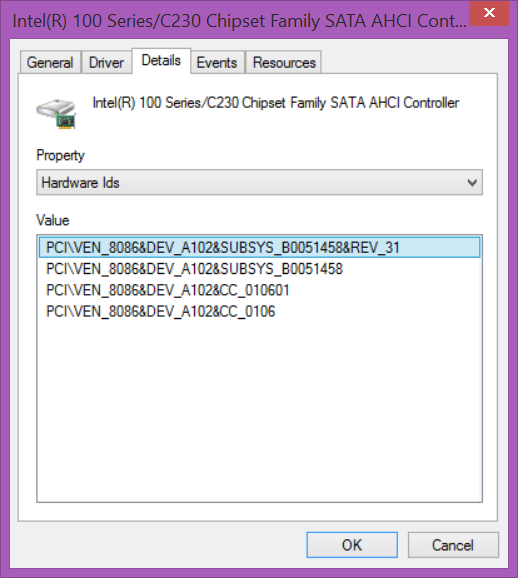 Intel(R) 100 Series/C230 Chipset Family SATA AHCI Cont...
General Driver Details Events Resources
Intel(R) 100 Series/C230 Chipset Family SATA AHCI Controller
Property
Hardware Ids
Value
PCI\VEN_8086&DEV_A102&SUBSYS_B0051458&REV_31
PCI\VEN_8086&DEV_A102&SUBSYS_B0051458
PCI\VEN_8086&DEV_A102&CC_010601
PCI\VEN_8086&DEV_A102&CC_0106
OK Cancel